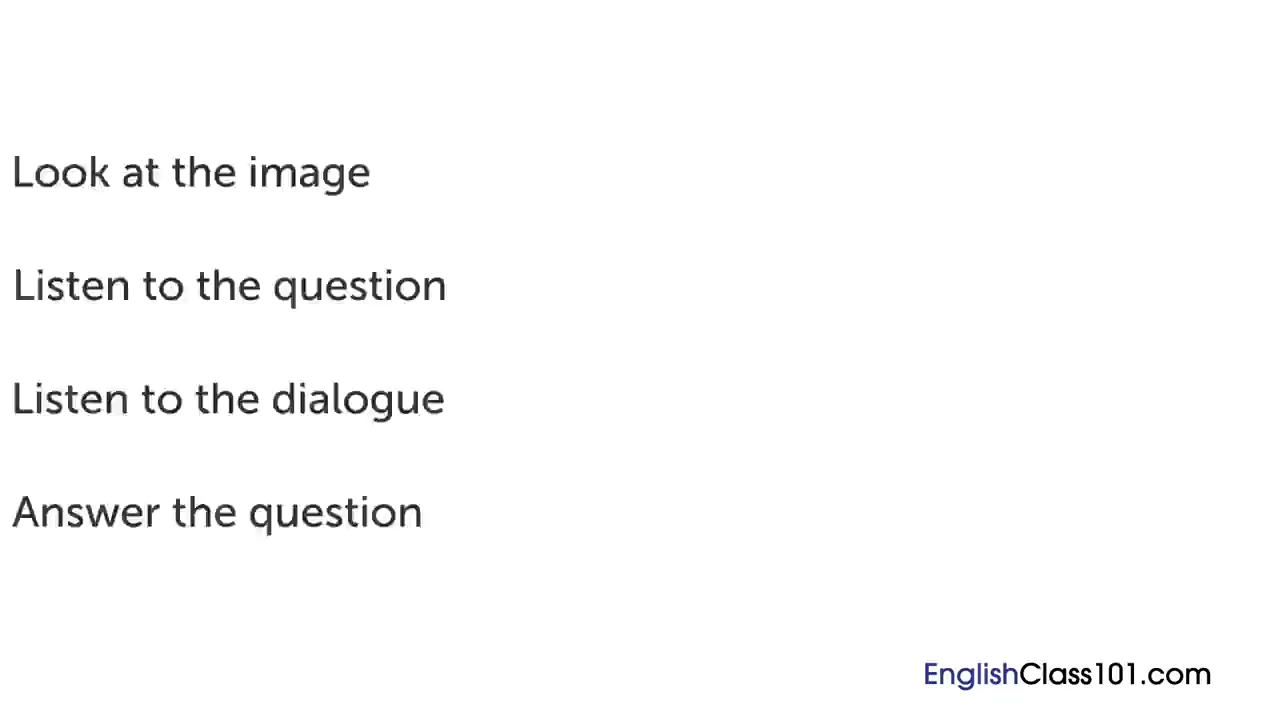 Look at the image
Listen to the question
Listen to the dialogue
Answer the question
EnglishClass101.com